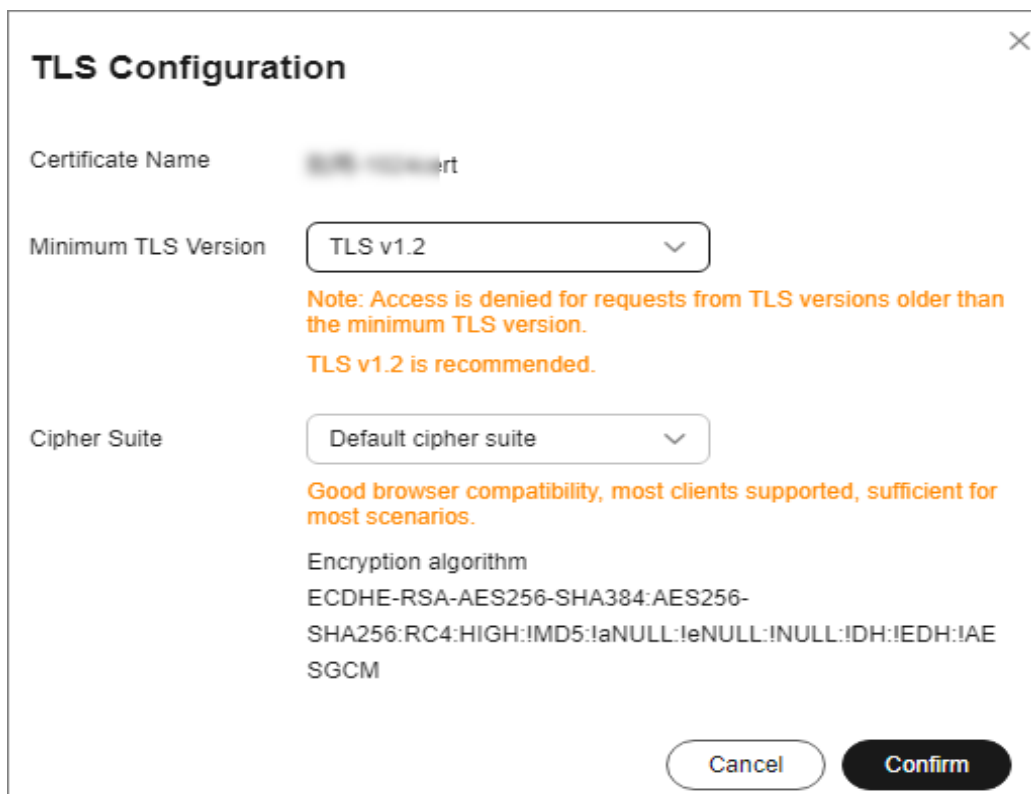 TLS Configuration
Certificate Name
ert
Minimum TLS Version
TLS v1.2
Note: Access is denied for requests from TLS versions older than
the minimum TLS version.
TLS v1.2 is recommended.
Cipher Suite
Default cipher suite
Good browser compatibility, most clients supported, sufficient for
most scenarios.
Encryption algorithm
ECDHE-RSA-AES256-SHA384:AES256-
SHA256:RC4:HIGH:!MD5:!aNULL:!eNULL:!NULL:!DH:!EDH:!AE
SGCM
Cancel
Confirm